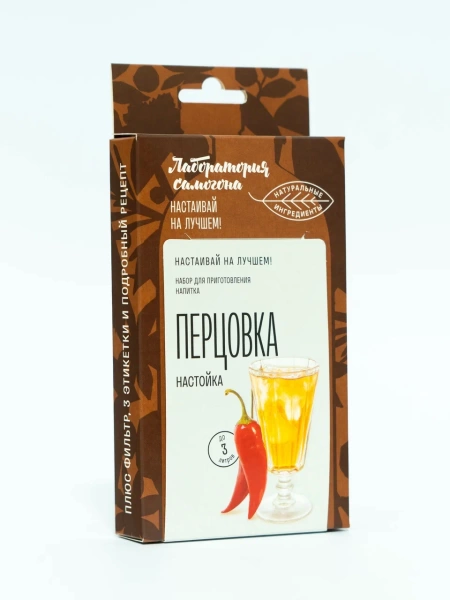 Лаборатория
самогона
НАСТАИВАЙ
НА ЛУЧШЕМ!
НАТУРАЛЬНЫЕ
ИНГРЕДИЕНТЫ
НАСТАИВАЙ НА ЛУЧШЕМ!
НАБОР ДЛЯ ПРИГОТОВЛЕНИЯ
НАПИТКА
ПЕРЦОВКА
НАСТОЙКА
ДО
3
литров
ПЛЮС ФИЛЬТР, 3 ЭТИКЕТКИ И ПОДРОБНЫЙ РЕЦЕПТ